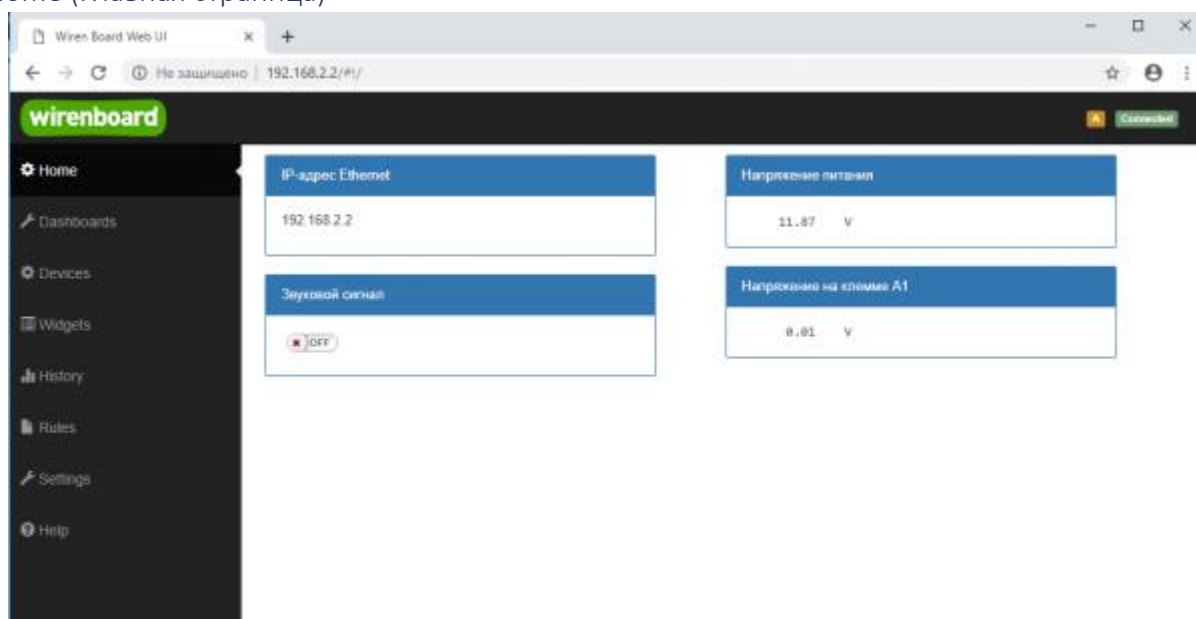 (Главная страница)
Wiren Board Web UI
Не защищено 192.168.2.2/#!/
wirenboard
A Connected
Home
Dashboards
Devices
Widgets
History
Rules
Settings
Help
IP-адрес Ethernet
192.168.2.2
Звуковой сигнал
OFF
Напряжение питания
11.87 V
Напряжение на клемме A1
0.01 V